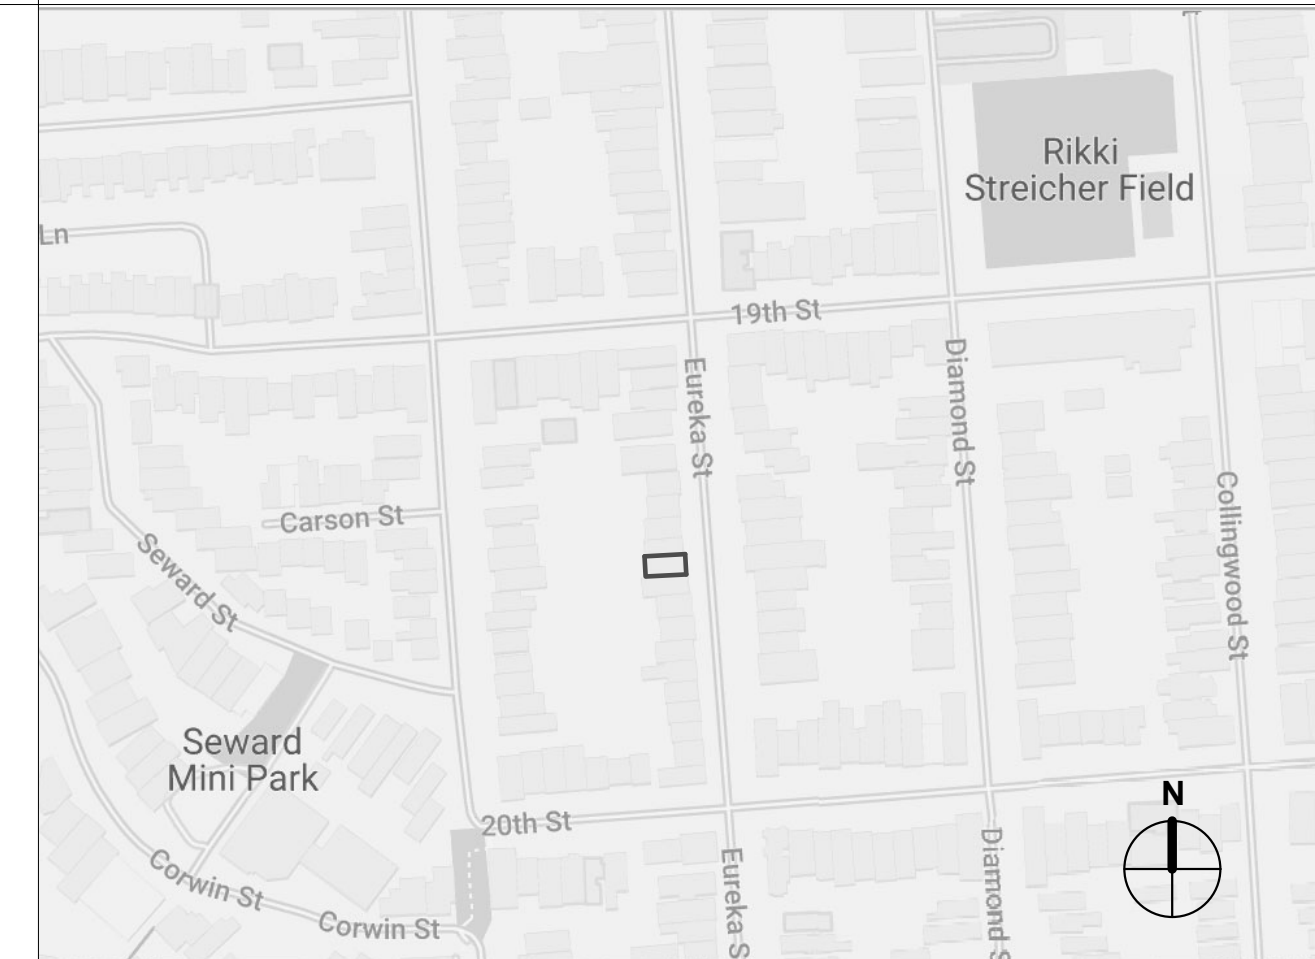 Rikki
Streicher Field
Ln
19th St
Eureka St
Diamond St
Carson St
Collingwood St
Seward St
Seward
Mini Park
N
20th St
Corwin St
Corwin St
Eureka S
Diamond S